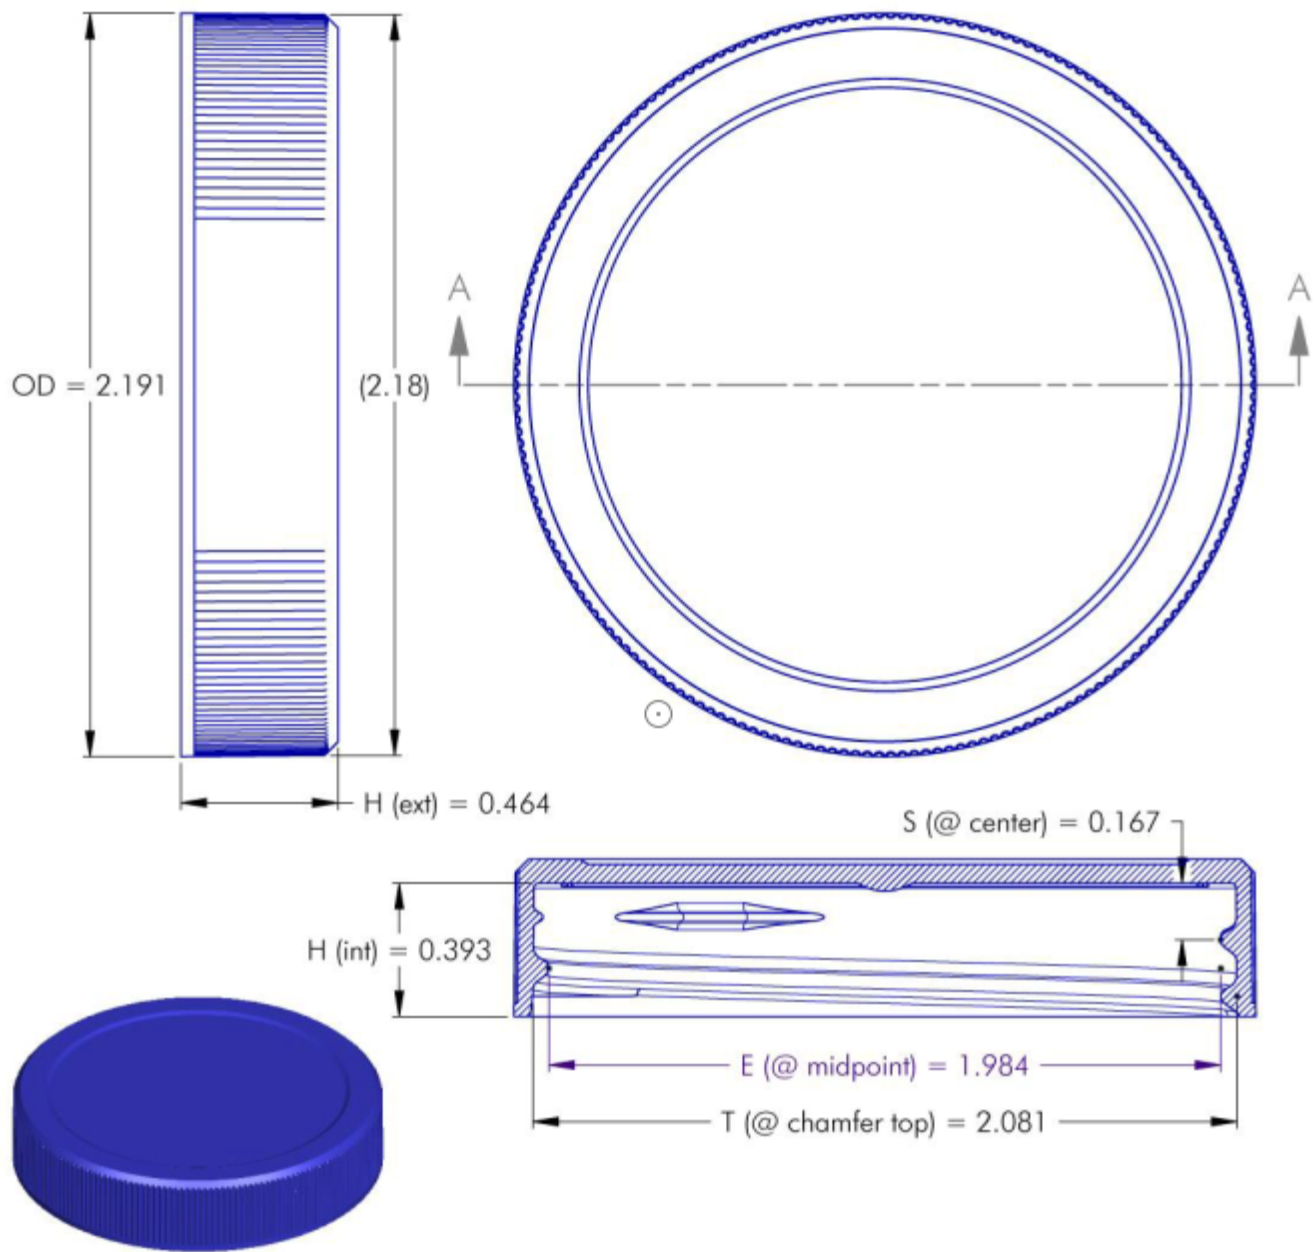 A
A
OD = 2.191
(2.18)
H (ext) = 0.464
S (@ center) = 0.167
H (int) = 0.393
E (@ midpoint) = 1.984
T (@ chamfer top) = 2.081